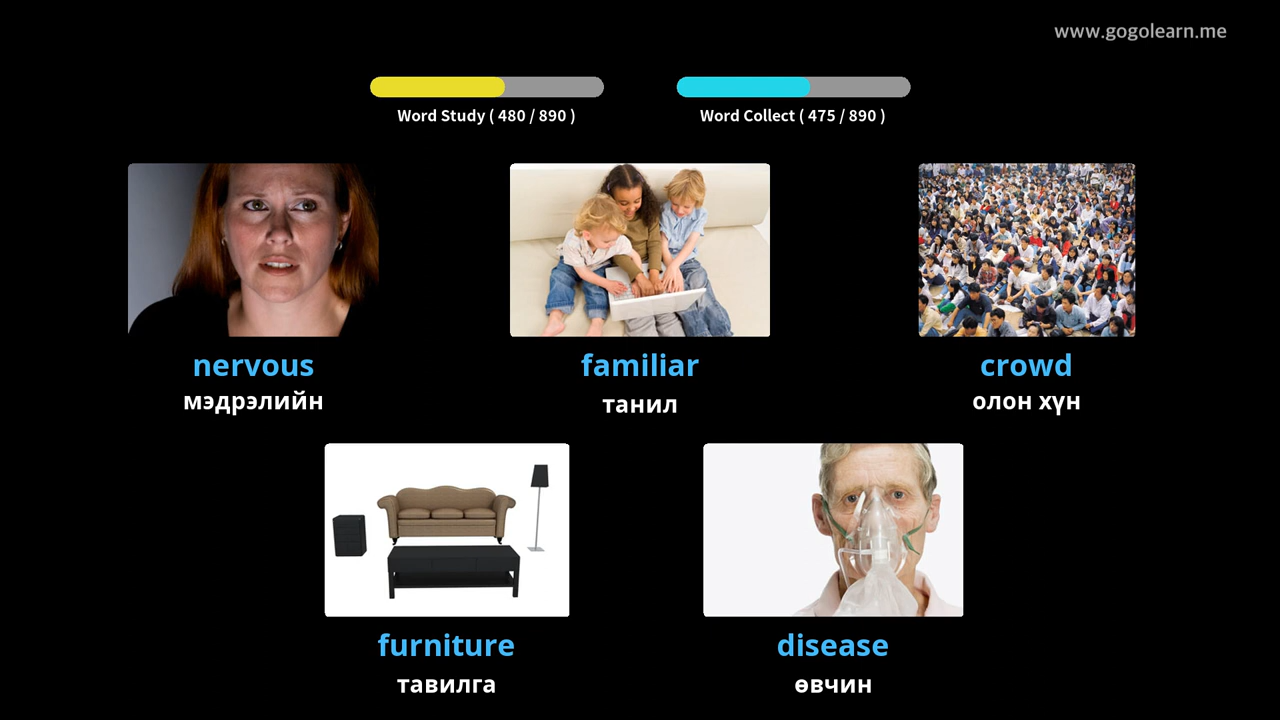 www.gogolearn.me
Word Study ( 480 / 890 )
Word Collect ( 475 / 890 )
nervous
мэдрэлийн
familiar
танил
crowd
олон хүн
furniture
тавилга
disease
өвчин